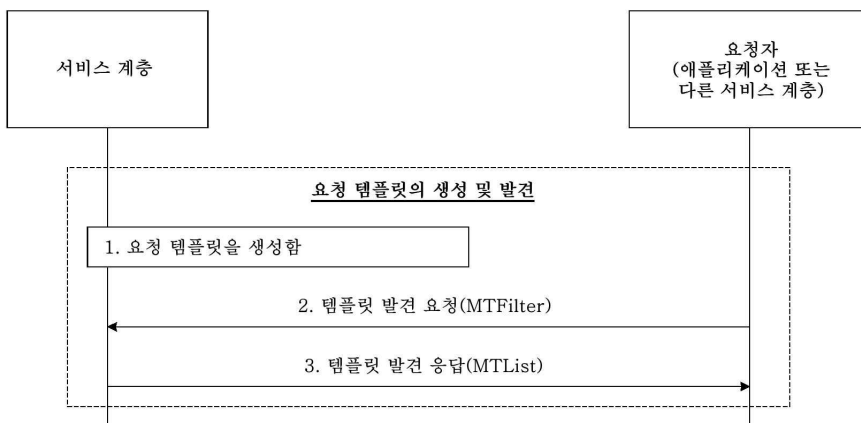 서비스 계층
요청자
(애플리케이션 또는
다른 서비스 계층)
요청 템플릿의 생성 및 발견
1. 요청 템플릿을 생성함
2. 템플릿 발견 요청(MTFilter)
3. 템플릿 발견 응답(MTList)